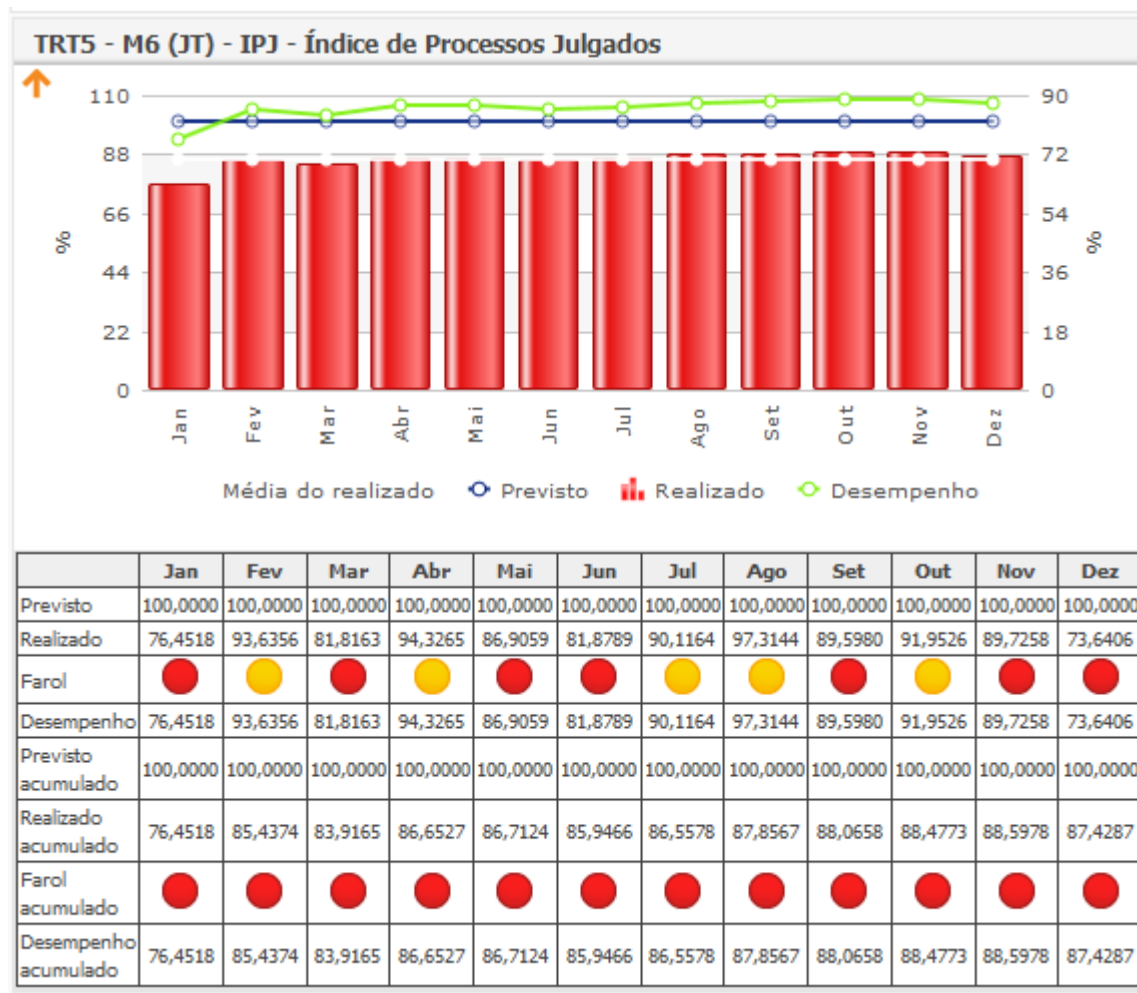 TRT5 - M6 (JT) - IPJ - Índice de Processos Julgados
110 90
88 72
66 54
% %
44 36
22 18
0 0
Jan Fev Mar Abr Mai Jun Jul Ago Set Out Nov Dez
Média do realizado Previsto Realizado Desempenho
Jan Fev Mar Abr Mai Jun Jul Ago Set Out Nov Dez
Previsto 100,0000 100,0000 100,0000 100,0000 100,0000 100,0000 100,0000 100,0000 100,0000 100,0000 100,0000 100,0000
Realizado 76,4518 93,6356 81,8163 94,3265 86,9059 81,8789 90,1164 97,3144 89,5980 91,9526 89,7258 73,6406
Farol
Desempenho 76,4518 93,6356 81,8163 94,3265 86,9059 81,8789 90,1164 97,3144 89,5980 91,9526 89,7258 73,6406
Previsto
acumulado 100,0000 100,0000 100,0000 100,0000 100,0000 100,0000 100,0000 100,0000 100,0000 100,0000 100,0000 100,0000
Realizado
acumulado 76,4518 85,4374 83,9165 86,6527 86,7124 85,9466 86,5578 87,8567 88,0658 88,4773 88,5978 87,4287
Farol
acumulado
Desempenho
acumulado 76,4518 85,4374 83,9165 86,6527 86,7124 85,9466 86,5578 87,8567 88,0658 88,4773 88,5978 87,4287